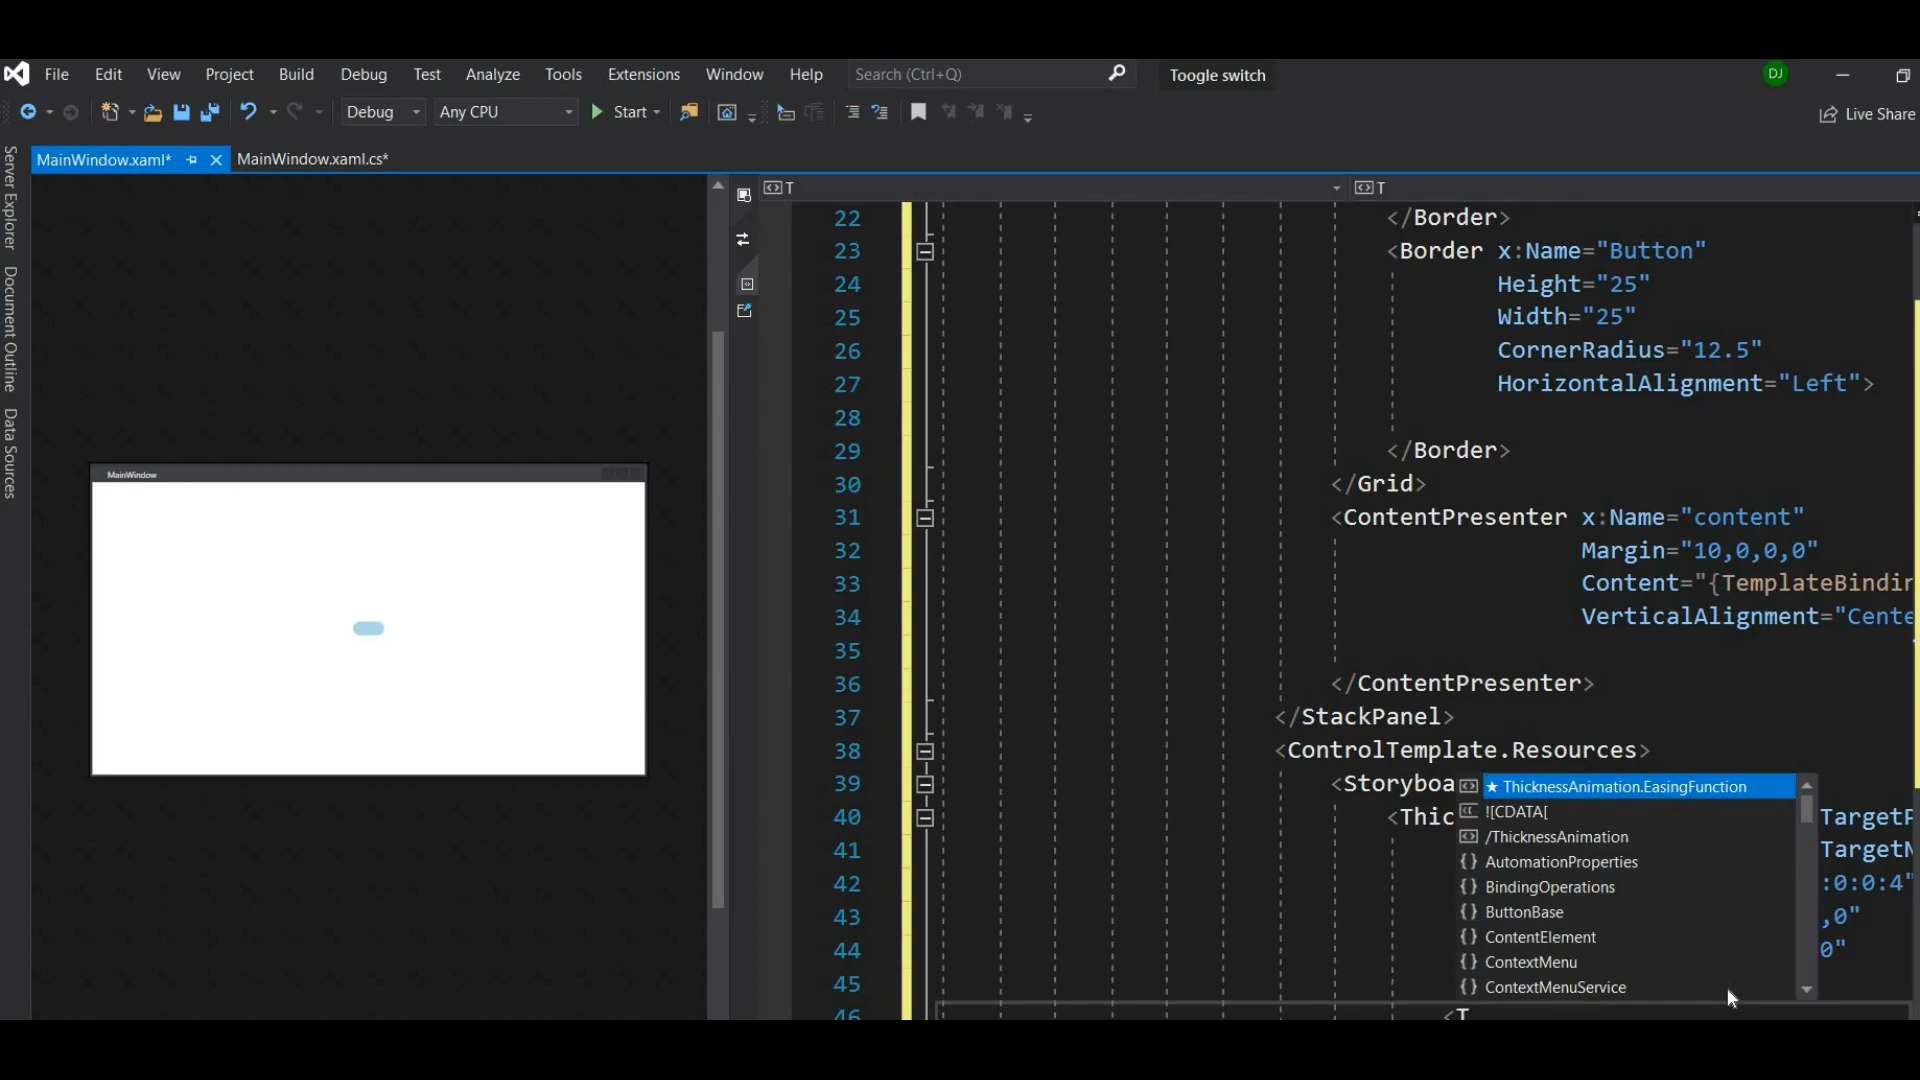 File Edit View Project Build Debug Test Analyze Tools Extensions Window Help Search (Ctrl+Q) Toogle switch DJ
Debug Any CPU Start Live Share
MainWindow.xaml* MainWindow.xaml.cs*
Server Explorer
Document Outline
Data Sources
T T
MainWindow
22 </Border>
23 <Border x:Name="Button"
24 Height="25"
25 Width="25"
26 CornerRadius="12.5"
27 HorizontalAlignment="Left">
28
29 </Border>
30 </Grid>
31 <ContentPresenter x:Name="content"
32 Margin="10,0,0,0"
33 Content="{TemplateBindin
34 VerticalAlignment="Cente
35
36 </ContentPresenter>
37 </StackPanel>
38 <ControlTemplate.Resources>
39 <Storyboa
40 <Thic TargetP
41 TargetN
42 :0:0:4"
43 ,0"
44 0"
45
46 <T
★ ThicknessAnimation.EasingFunction
![CDATA[
/ThicknessAnimation
AutomationProperties
BindingOperations
ButtonBase
ContentElement
ContextMenu
ContextMenuService